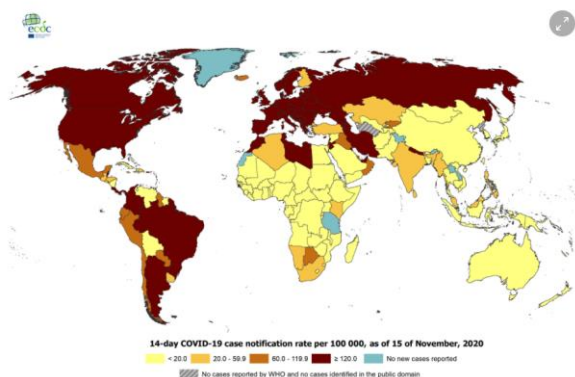 ecdc
14-day COVID-19 case notification rate per 100 000, as of 15 of November, 2020
< 20.0 20.0 - 59.9 60.0 - 119.9 ≥ 120.0 No new cases reported
No cases reported by WHO and no cases identified in the public domain